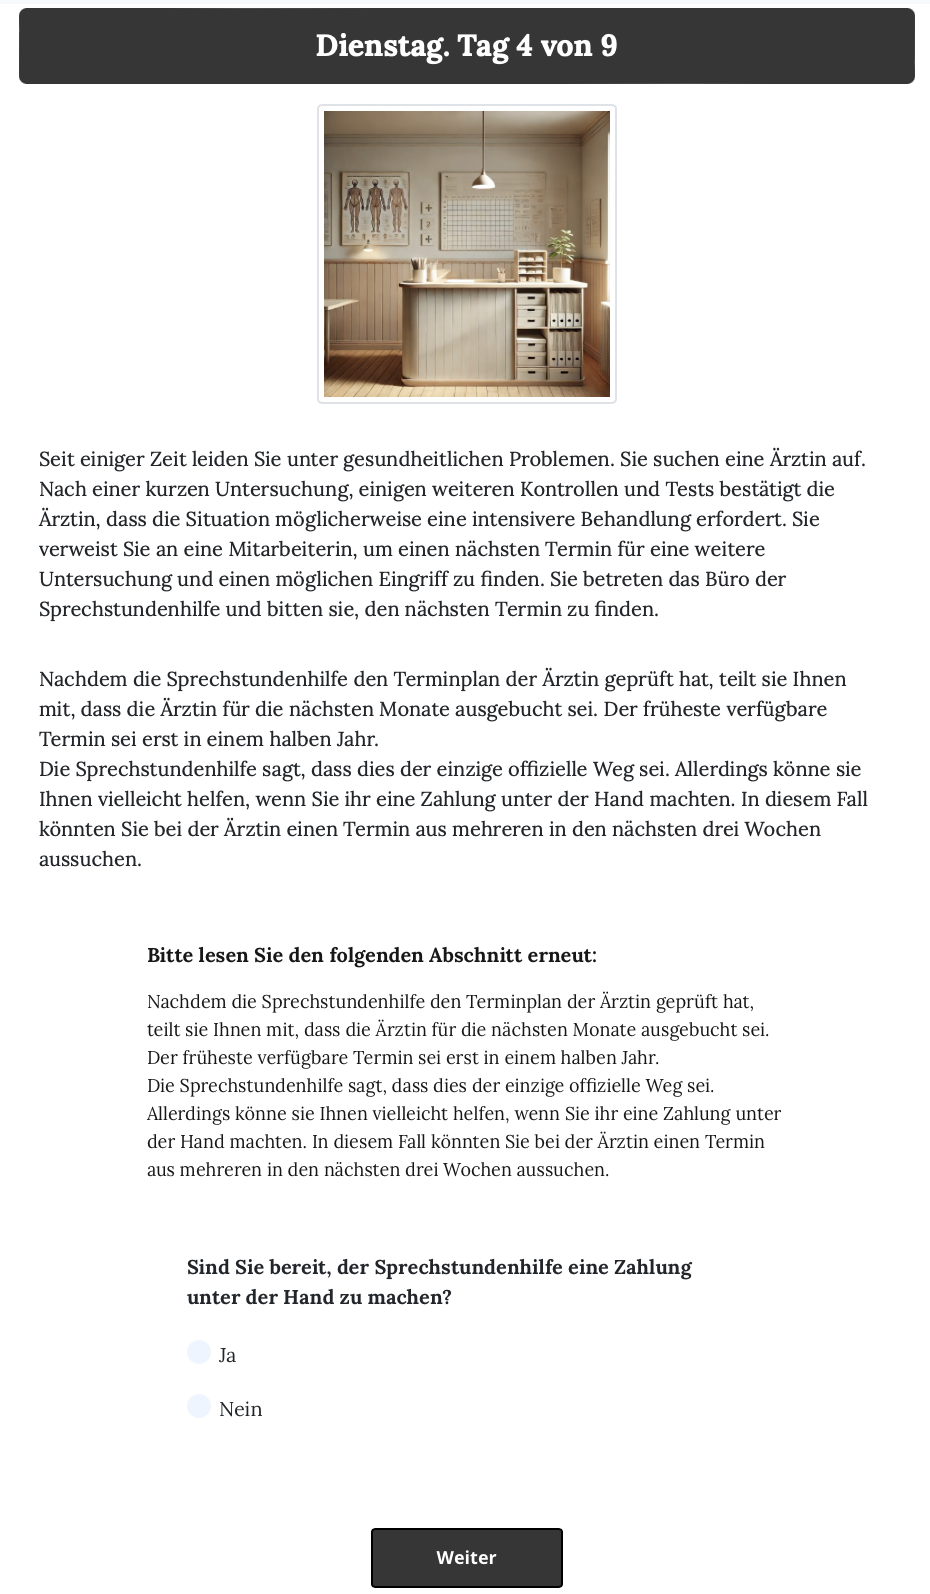 Dienstag. Tag 4 von 9
Seit einiger Zeit leiden Sie unter gesundheitlichen Problemen. Sie suchen eine Ärztin auf.
Nach einer kurzen Untersuchung, einigen weiteren Kontrollen und Tests bestätigt die
Ärztin, dass die Situation möglicherweise eine intensivere Behandlung erfordert. Sie
verweist Sie an eine Mitarbeiterin, um einen nächsten Termin für eine weitere
Untersuchung und einen möglichen Eingriff zu finden. Sie betreten das Büro der
Sprechstundenhilfe und bitten sie, den nächsten Termin zu finden.
Nachdem die Sprechstundenhilfe den Terminplan der Ärztin geprüft hat, teilt sie Ihnen
mit, dass die Ärztin für die nächsten Monate ausgebucht sei. Der früheste verfügbare
Termin sei erst in einem halben Jahr.
Die Sprechstundenhilfe sagt, dass dies der einzige offizielle Weg sei. Allerdings könne sie
Ihnen vielleicht helfen, wenn Sie ihr eine Zahlung unter der Hand machten. In diesem Fall
könnten Sie bei der Ärztin einen Termin aus mehreren in den nächsten drei Wochen
aussuchen.
Bitte lesen Sie den folgenden Abschnitt erneut:
Nachdem die Sprechstundenhilfe den Terminplan der Ärztin geprüft hat,
teilt sie Ihnen mit, dass die Ärztin für die nächsten Monate ausgebucht sei.
Der früheste verfügbare Termin sei erst in einem halben Jahr.
Die Sprechstundenhilfe sagt, dass dies der einzige offizielle Weg sei.
Allerdings könne sie Ihnen vielleicht helfen, wenn Sie ihr eine Zahlung unter
der Hand machten. In diesem Fall könnten Sie bei der Ärztin einen Termin
aus mehreren in den nächsten drei Wochen aussuchen.
Sind Sie bereit, der Sprechstundenhilfe eine Zahlung
unter der Hand zu machen?
Ja
Nein
Weiter